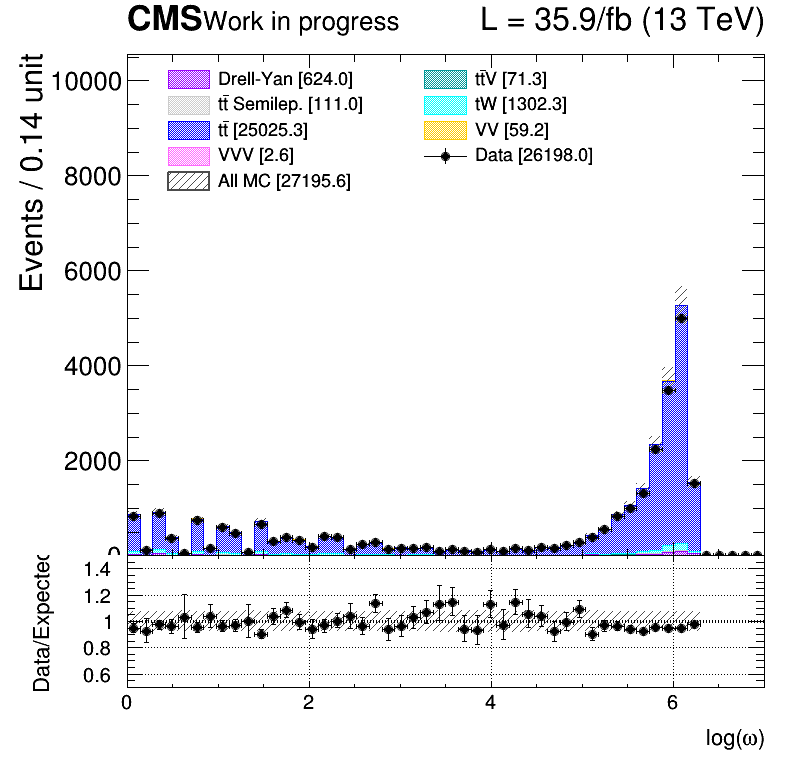 CMS Work in progress L = 35.9/fb (13 TeV)
Events / 0.14 unit
10000
8000
6000
4000
2000
0
Drell-Yan [624.0]
tt̄ Semilep. [111.0]
tt̄ [25025.3]
VVV [2.6]
All MC [27195.6]
tt̄V [71.3]
tW [1302.3]
VV [59.2]
Data [26198.0]
Data/Expected
1.4
1.2
1
0.8
0.6
0 2 4 6
log(ω)